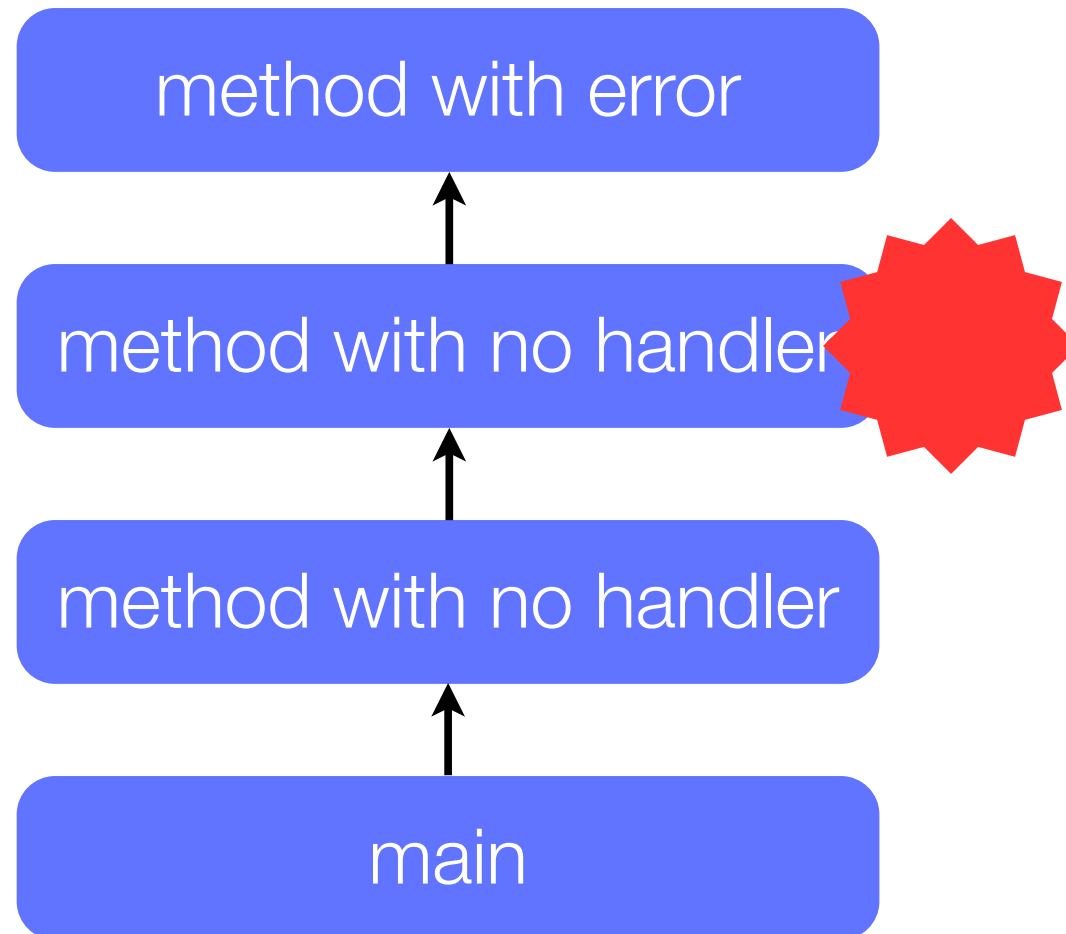 method with error
method with no handler
method with no handler
main